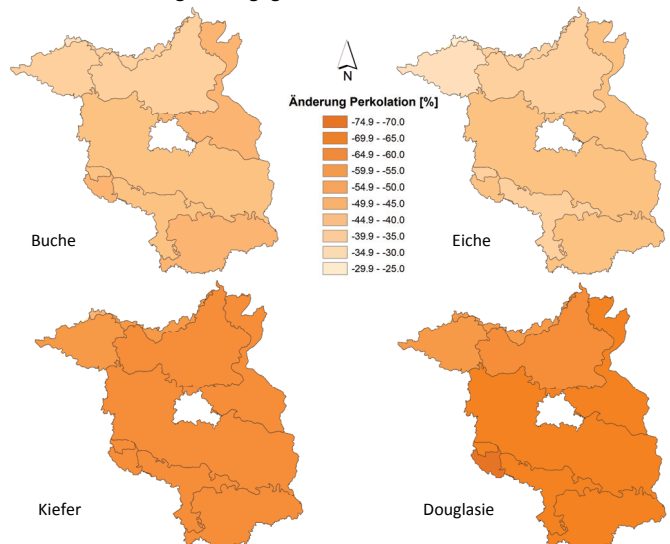 N
Änderung Perkolation [%]
-74.9 - -70.0
-69.9 - -65.0
-64.9 - -60.0
-59.9 - -55.0
-54.9 - -50.0
-49.9 - -45.0
-44.9 - -40.0
-39.9 - -35.0
-34.9 - -30.0
-29.9 - -25.0
Buche
Eiche
Kiefer
Douglasie